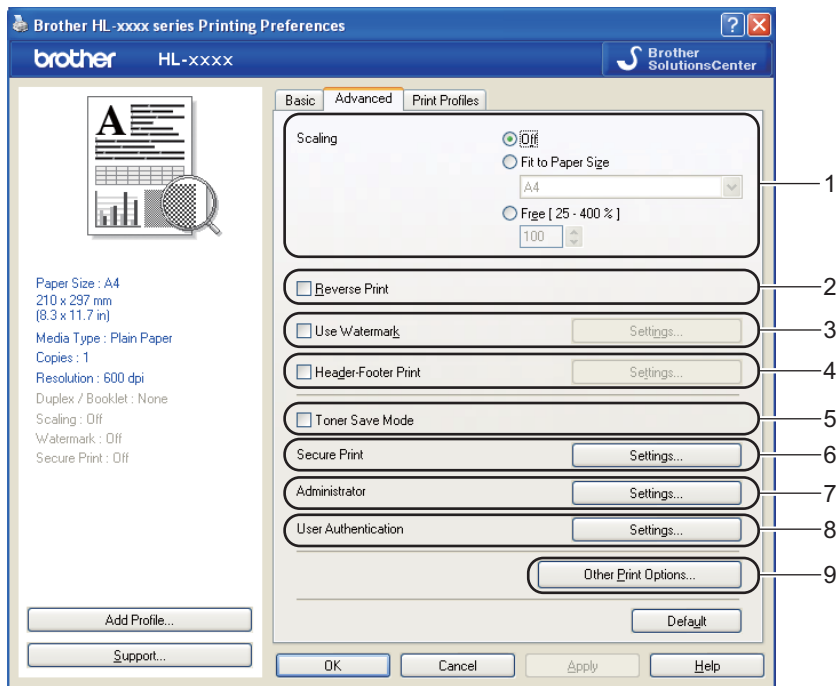 Brother HL-xxxx series Printing Preferences
brother HL-xxxx
Brother
SolutionsCenter
Basic Advanced Print Profiles
A
Scaling
Off
Fit to Paper Size
A4
Free [ 25 - 400 % ]
100
1
Reverse Print
2
Use Watermark Settings...
3
Header-Footer Print Settings...
4
Toner Save Mode
5
Secure Print Settings...
6
Administrator Settings...
7
User Authentication Settings...
8
Other Print Options...
9
Default
Paper Size : A4
210 x 297 mm
(8.3 x 11.7 in)
Media Type : Plain Paper
Copies : 1
Resolution : 600 dpi
Duplex / Booklet : None
Scaling : Off
Watermark : Off
Secure Print : Off
Add Profile...
Support...
OK Cancel Apply Help